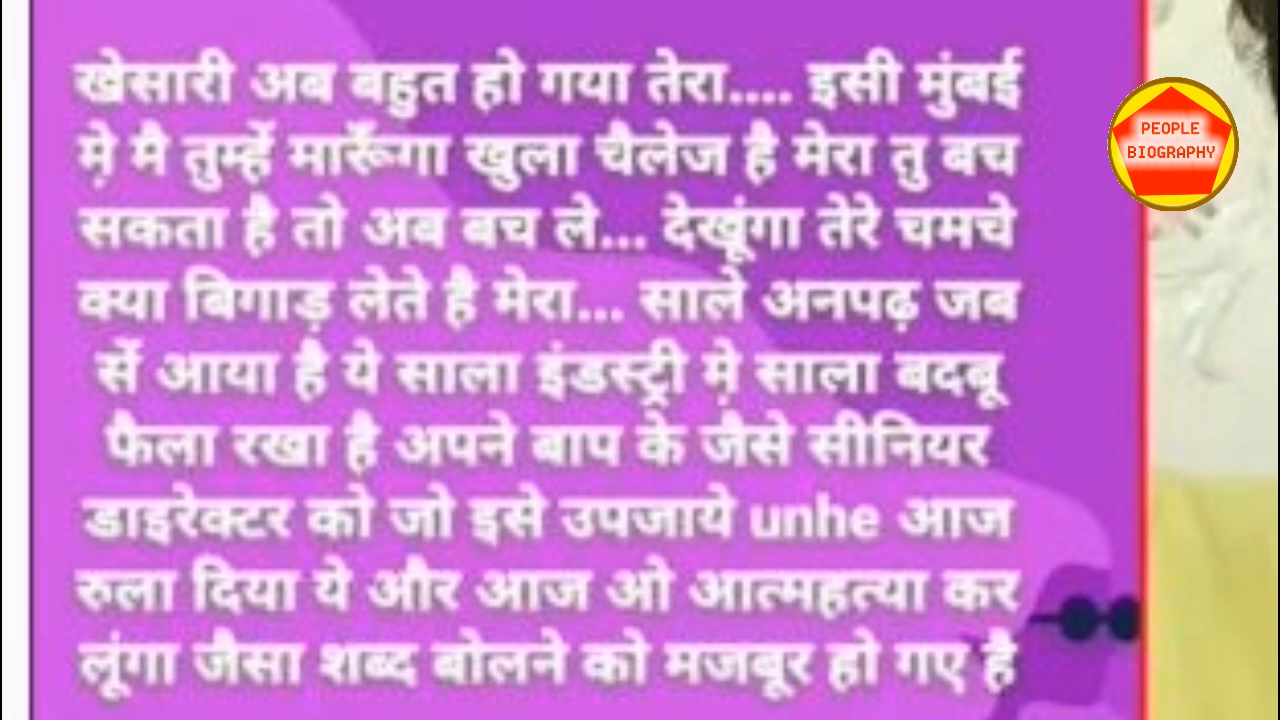 खेसारी अब बहुत हो गया तेरा.... इसी मुंबई
मे़ मै तुम्हें मारूँगा खुला चैलेज है मेरा तु बच
सकता है तो अब बच ले... देखूंगा तेरे चमचे
क्या बिगाड़ लेते है मेरा... साले अनपढ़ जब
सें आया है ये साला इंडस्ट्री मे़ साला बदबू
फैला रखा है अपने बाप के जैसे सीनियर
डाइरेक्टर को जो इसे उपजाये unhe आज
रुला दिया ये और आज ओ आत्महत्या कर
लूंगा जैसा शब्द बोलने को मजबूर हो गए है
PEOPLE
BIOGRAPHY